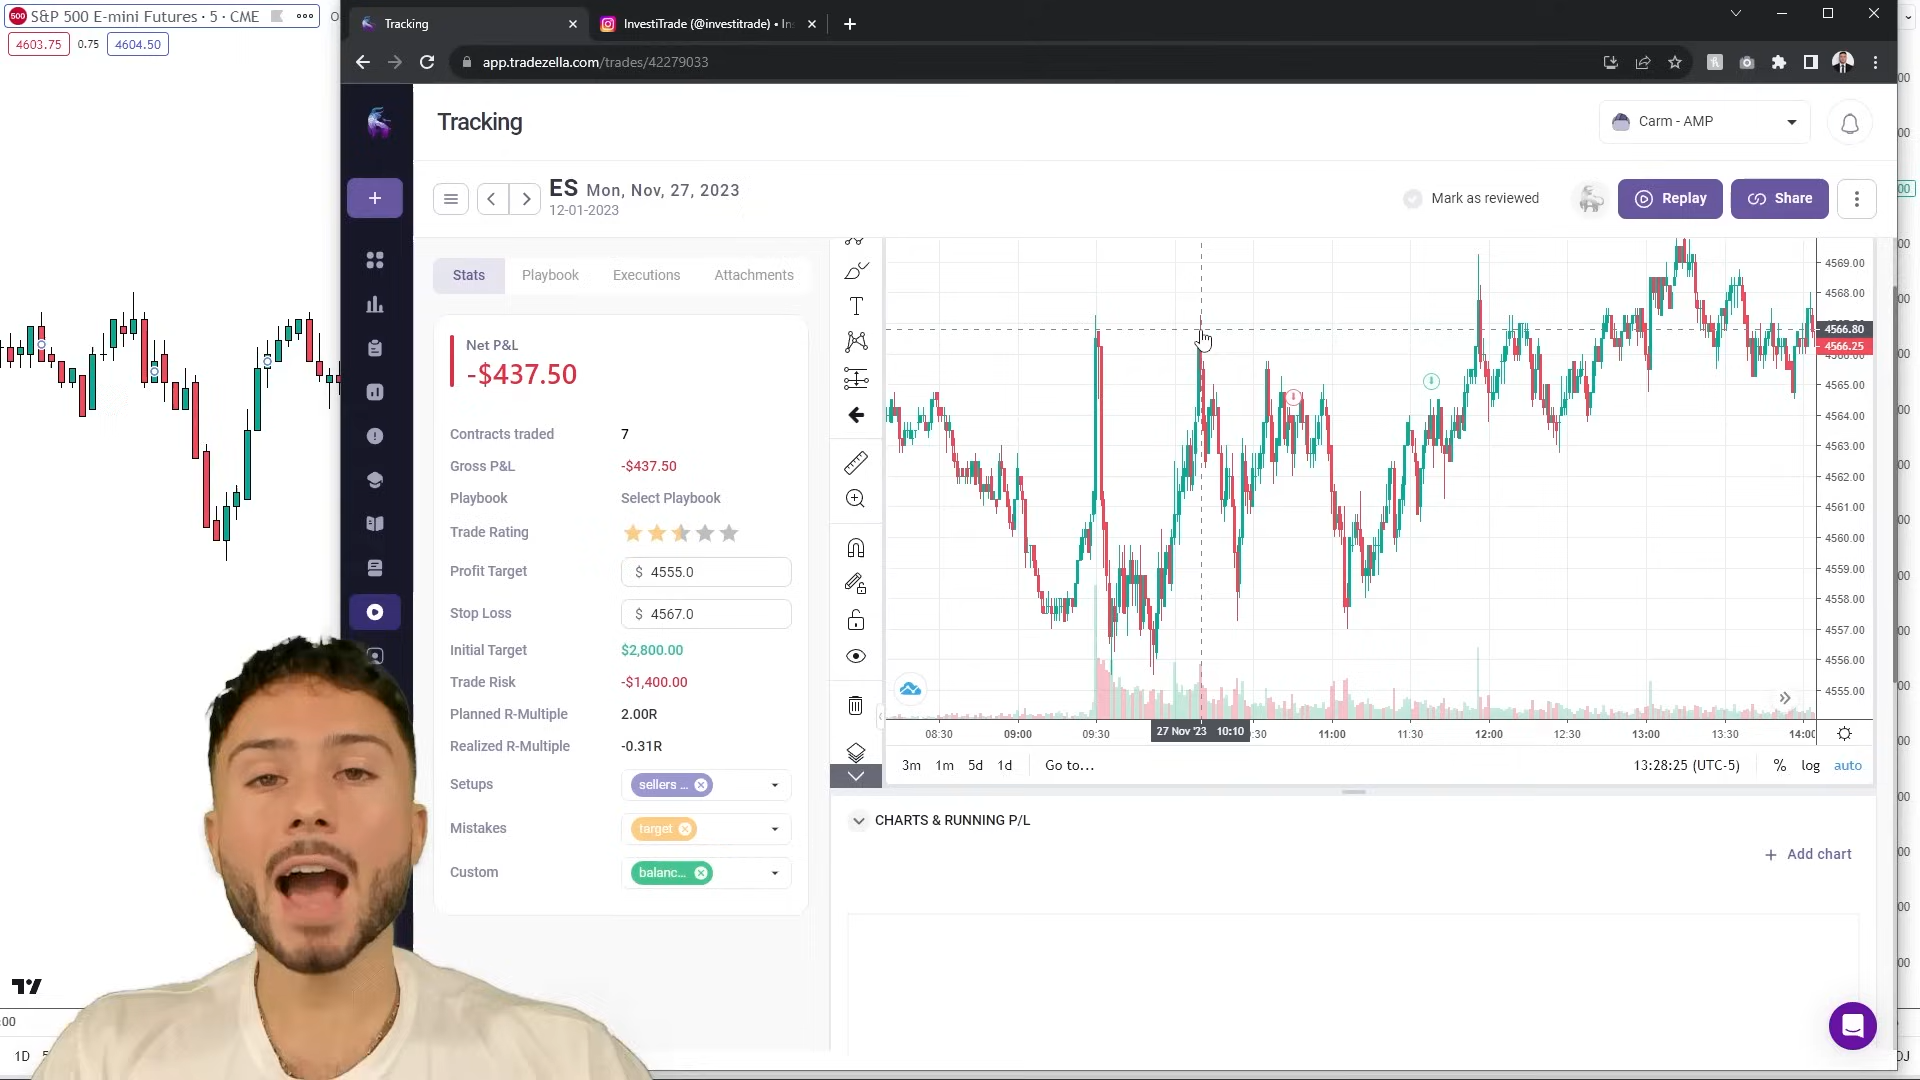 S&P 500 E-mini Futures · 5 · CME
4603.75 0.75 4604.50
Tracking
InvestiTrade (@investitrade) • In
app.tradezella.com/trades/42279033
Tracking
Carm - AMP
ES Mon, Nov, 27, 2023
12-01-2023
Mark as reviewed
Replay
Share
Stats Playbook Executions Attachments
Net P&L
-$437.50
Contracts traded 7
Gross P&L -$437.50
Playbook Select Playbook
Trade Rating
Profit Target $ 4555.0
Stop Loss $ 4567.0
Initial Target $2,800.00
Trade Risk -$1,400.00
Planned R-Multiple 2.00R
Realized R-Multiple -0.31R
Setups sellers ...
Mistakes target
Custom balanc...
4569.00
4568.00
4566.80
4566.25
4565.00
4564.00
4563.00
4562.00
4561.00
4560.00
4559.00
4558.00
4557.00
4556.00
4555.00
08:30 09:00 09:30 27 Nov '23 10:10 :30 11:00 11:30 12:00 12:30 13:00 13:30 14:00
3m 1m 5d 1d Go to... 13:28:25 (UTC-5) % log auto
CHARTS & RUNNING P/L
+ Add chart
:00
1D